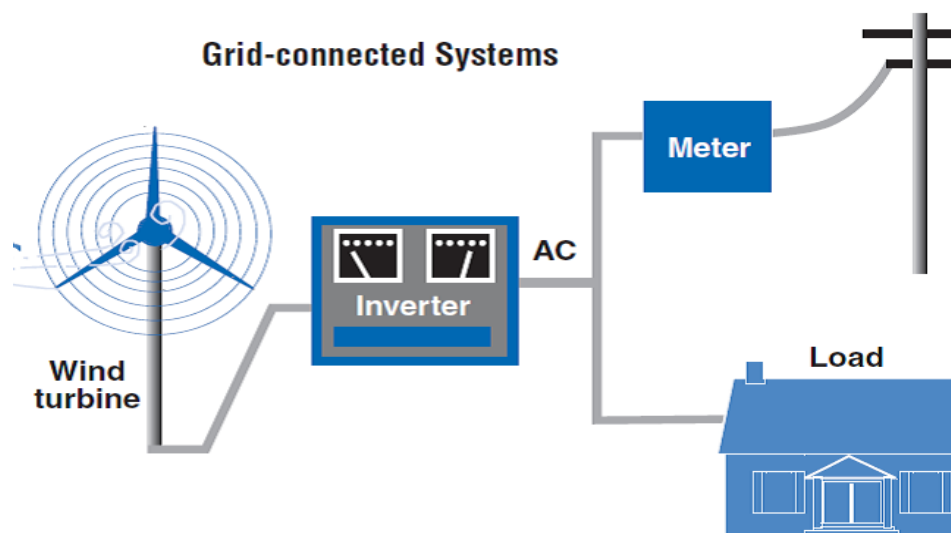 Grid-connected Systems
Meter
AC
Inverter
Wind
turbine
Load